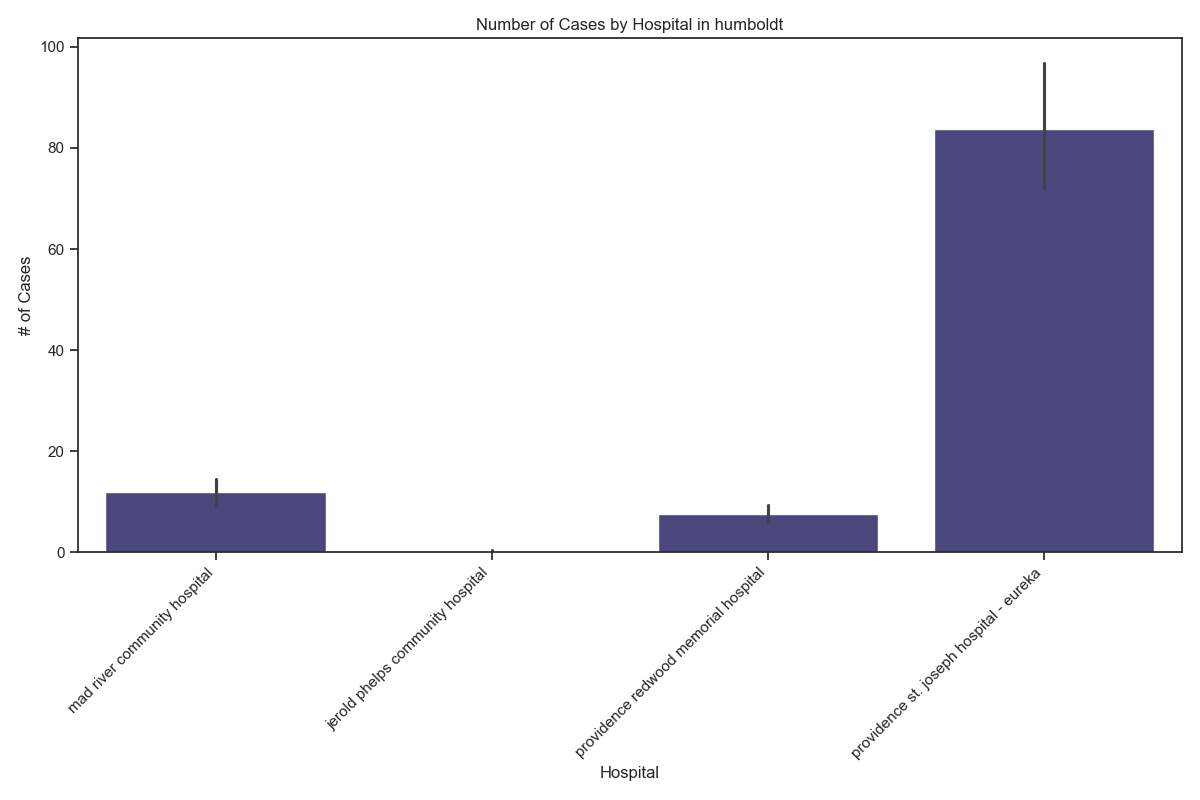 Number of Cases by Hospital in humboldt
100
80
60
40
20
0
# of Cases
mad river community hospital
jerold phelps community hospital
providence redwood memorial hospital
providence st. joseph hospital - eureka
Hospital